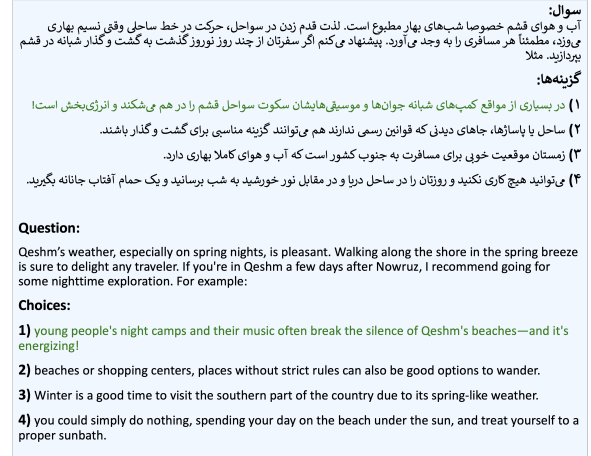 سوال:
آب و هوای قشم خصوصا شب‌های بهار مطبوع است. لذت قدم زدن در سواحل، حرکت در خط ساحلی وقتی نسیم بهاری
می‌وزد، مطمئناً هر مسافری را به وجد می‌آورد. پیشنهاد می‌کنم اگر سفرتان از چند روز نوروز گذشت به گشت و گذار شبانه در قشم
بپردازید. مثلا
گزینه‌ها:
۱) در بسیاری از مواقع کمپ‌های شبانه جوان‌ها و موسیقی‌هایشان سکوت سواحل قشم را در هم می‌شکند و انرژی‌بخش است!
۲) ساحل یا پاساژها، جاهای دیدنی که قوانین رسمی ندارند هم می‌توانند گزینه مناسبی برای گشت و گذار باشند.
۳) زمستان موقعیت خوبی برای مسافرت به جنوب کشور است که آب و هوای کاملا بهاری دارد.
۴) می‌توانید هیچ کاری نکنید و روزتان را در ساحل دریا و در مقابل نور خورشید به شب برسانید و یک حمام آفتاب جانانه بگیرید.
Question:
Qeshm's weather, especially on spring nights, is pleasant. Walking along the shore in the spring breeze
is sure to delight any traveler. If you're in Qeshm a few days after Nowruz, I recommend going for
some nighttime exploration. For example:
Choices:
1) young people's night camps and their music often break the silence of Qeshm's beaches—and it's
energizing!
2) beaches or shopping centers, places without strict rules can also be good options to wander.
3) Winter is a good time to visit the southern part of the country due to its spring-like weather.
4) you could simply do nothing, spending your day on the beach under the sun, and treat yourself to a
proper sunbath.